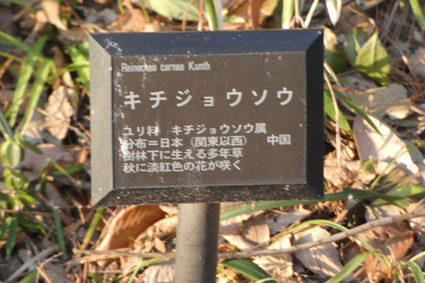 Reineckea carnea Kunth
キチジョウソウ
ユリ科　キチジョウソウ属
分布＝日本（関東以西）　中国
樹林下に生える多年草
秋に淡紅色の花が咲く